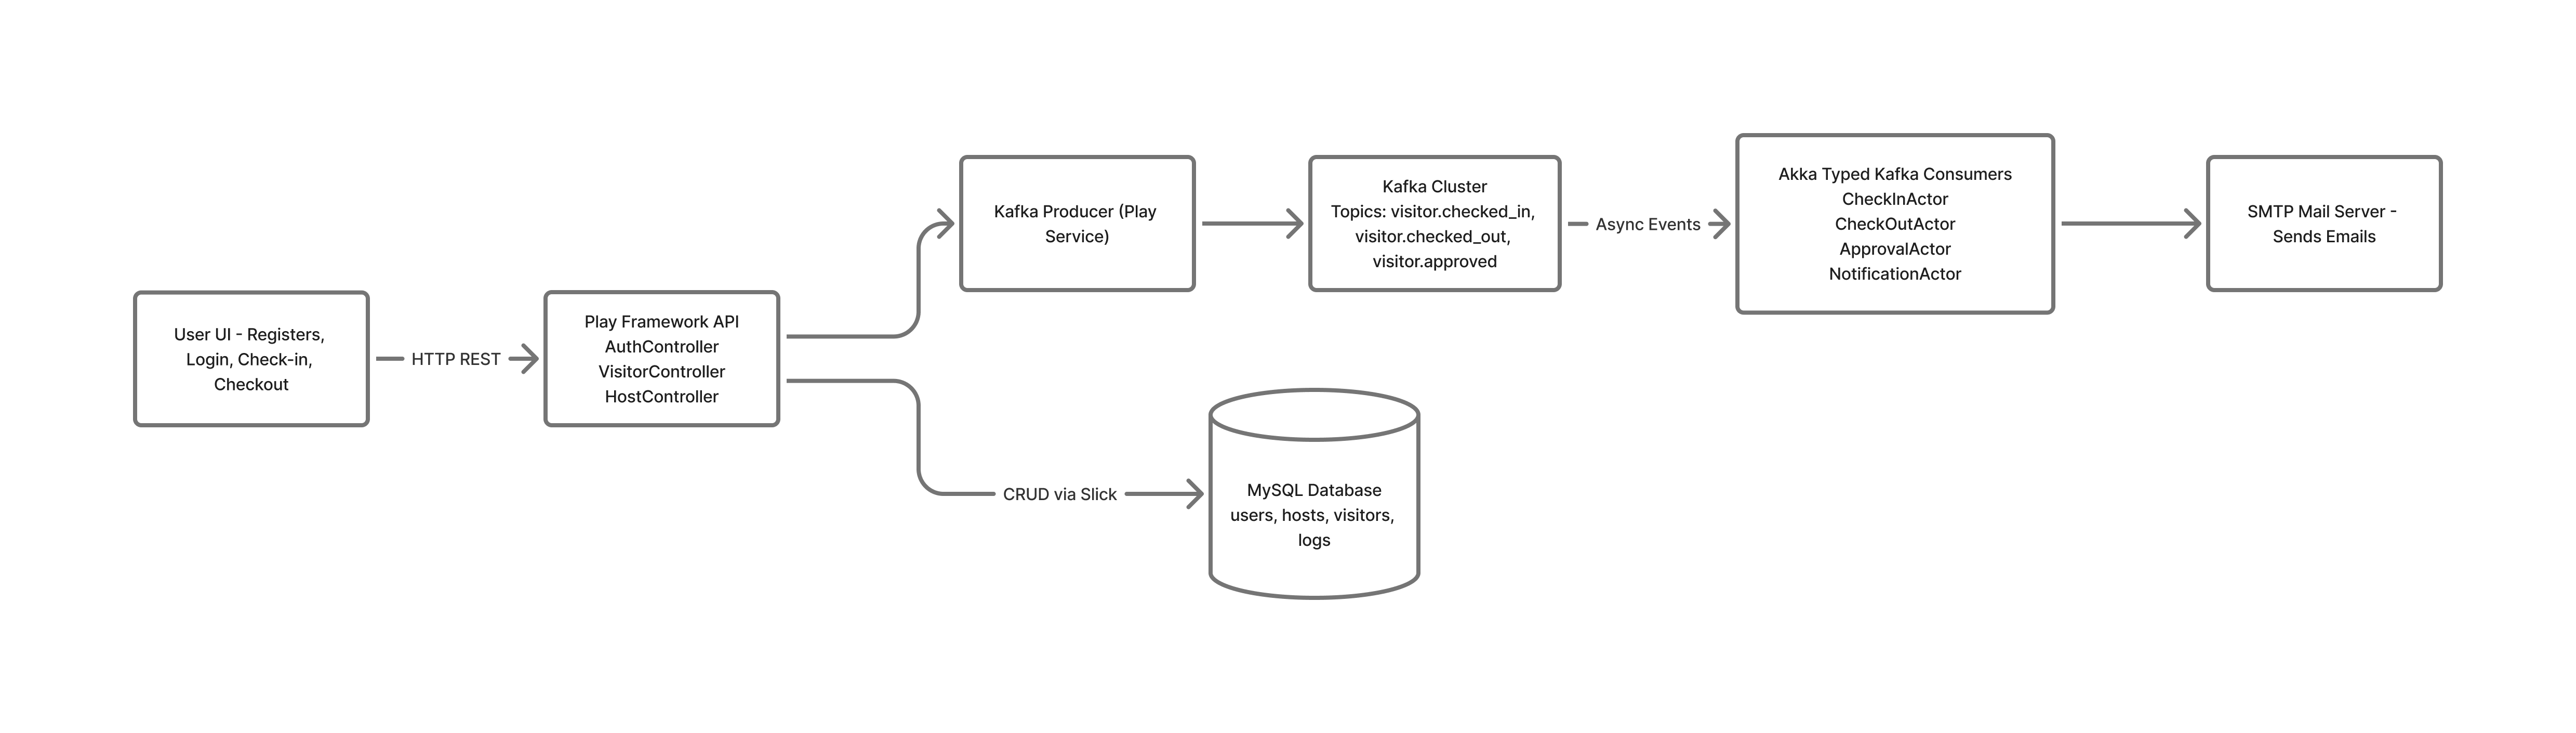 User UI - Registers,
Login, Check-in,
Checkout
HTTP REST
Play Framework API
AuthController
VisitorController
HostController
Kafka Producer (Play
Service)
Kafka Cluster
Topics: visitor.checked_in,
visitor.checked_out,
visitor.approved
Async Events
Akka Typed Kafka Consumers
CheckInActor
CheckOutActor
ApprovalActor
NotificationActor
SMTP Mail Server -
Sends Emails
CRUD via Slick
MySQL Database
users, hosts, visitors,
logs